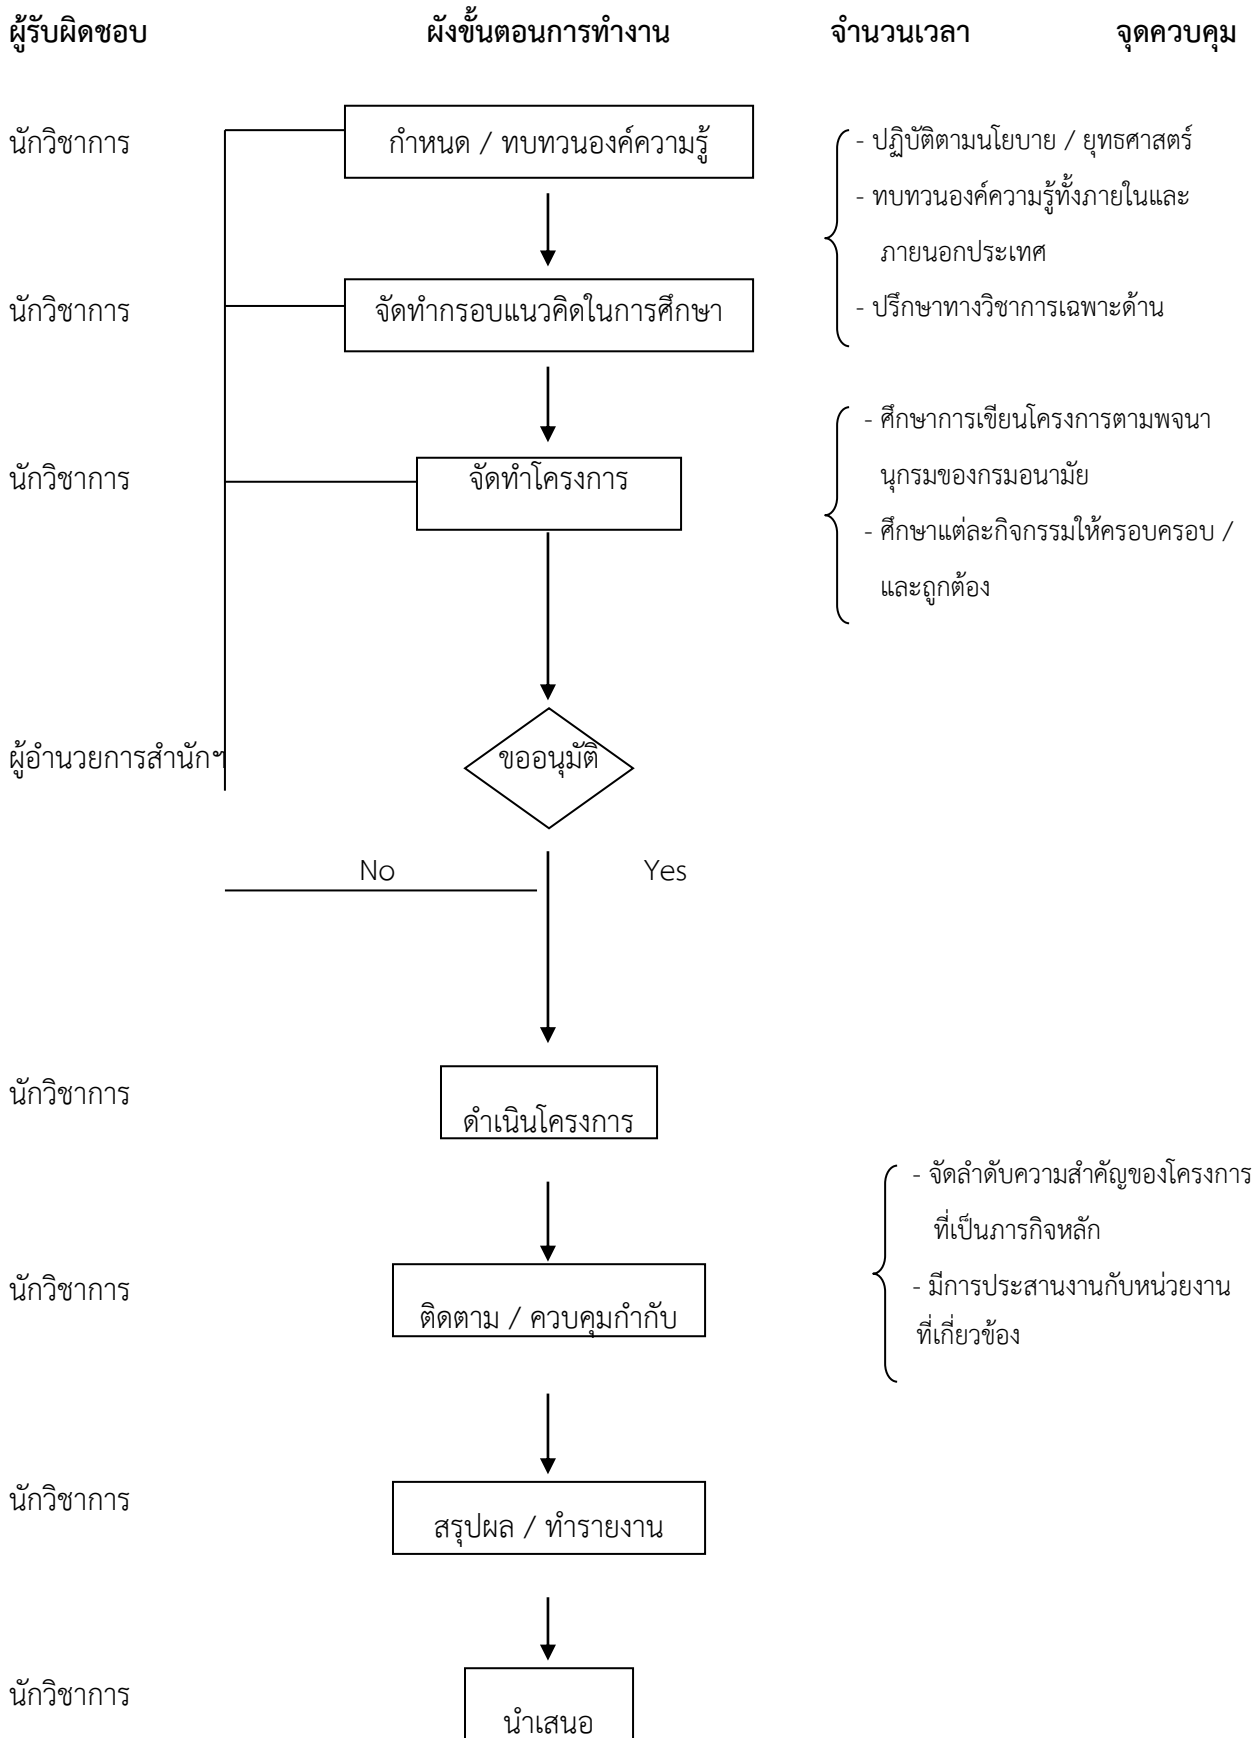 ผู้รับผิดชอบ ผังขั้นตอนการทำงาน จำนวนเวลา จุดควบคุม
นักวิชาการ กำหนด / ทบทวนองค์ความรู้ - ปฏิบัติตามนโยบาย / ยุทธศาสตร์
- ทบทวนองค์ความรู้ทั้งภายในและ
ภายนอกประเทศ
นักวิชาการ จัดทำกรอบแนวคิดในการศึกษา - ปรึกษาทางวิชาการเฉพาะด้าน
- ศึกษาการเขียนโครงการตามพจนา
นักวิชาการ จัดทำโครงการ นุกรมของกรมอนามัย
- ศึกษาแต่ละกิจกรรมให้ครอบครอบ /
และถูกต้อง
ผู้อำนวยการสำนักฯ ขออนุมัติ
No Yes
นักวิชาการ
ดำเนินโครงการ
- จัดลำดับความสำคัญของโครงการ
ที่เป็นภารกิจหลัก
นักวิชาการ - มีการประสานงานกับหน่วยงาน
ติดตาม / ควบคุมกำกับ
ที่เกี่ยวข้อง
นักวิชาการ
สรุปผล / ทำรายงาน
นักวิชาการ
นำเสนอ